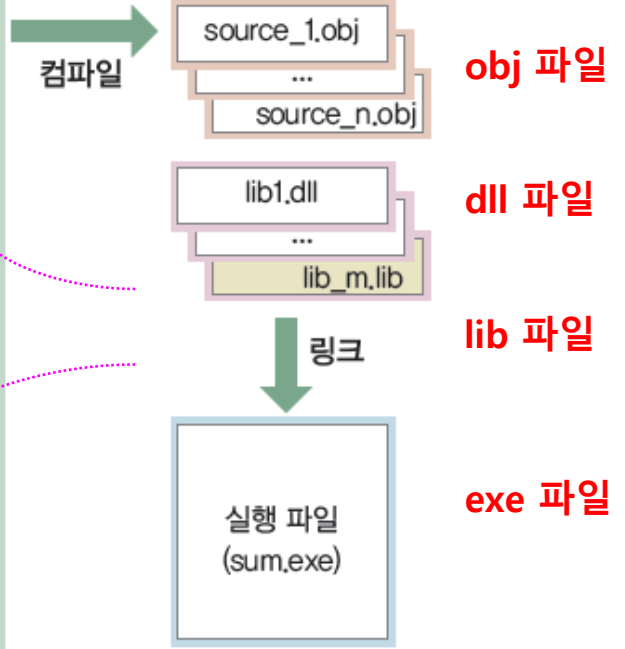 컴파일
source_1.obj
...
source_n.obj
obj 파일
lib1.dll
...
lib_m.lib
dll 파일
lib 파일
링크
실행 파일
(sum.exe)
exe 파일